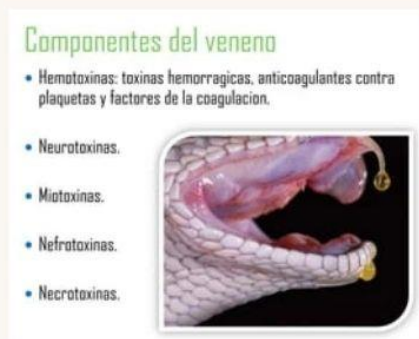 Componentes del veneno
• Hemotoxinas: toxinas hemorragicas, anticoagulantes contra
plaquetas y factores de la coagulacion.
• Neurotoxinas.
• Miotoxinas.
• Nefrotoxinas.
• Necrotoxinas.